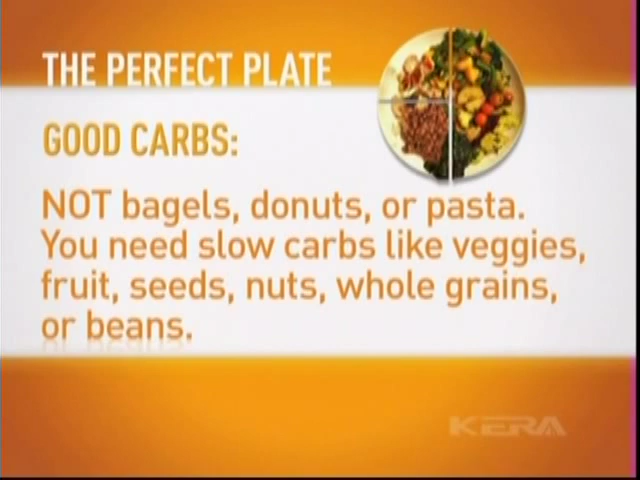 THE PERFECT PLATE
GOOD CARBS:
NOT bagels, donuts, or pasta.
You need slow carbs like veggies,
fruit, seeds, nuts, whole grains,
or beans.
KERA